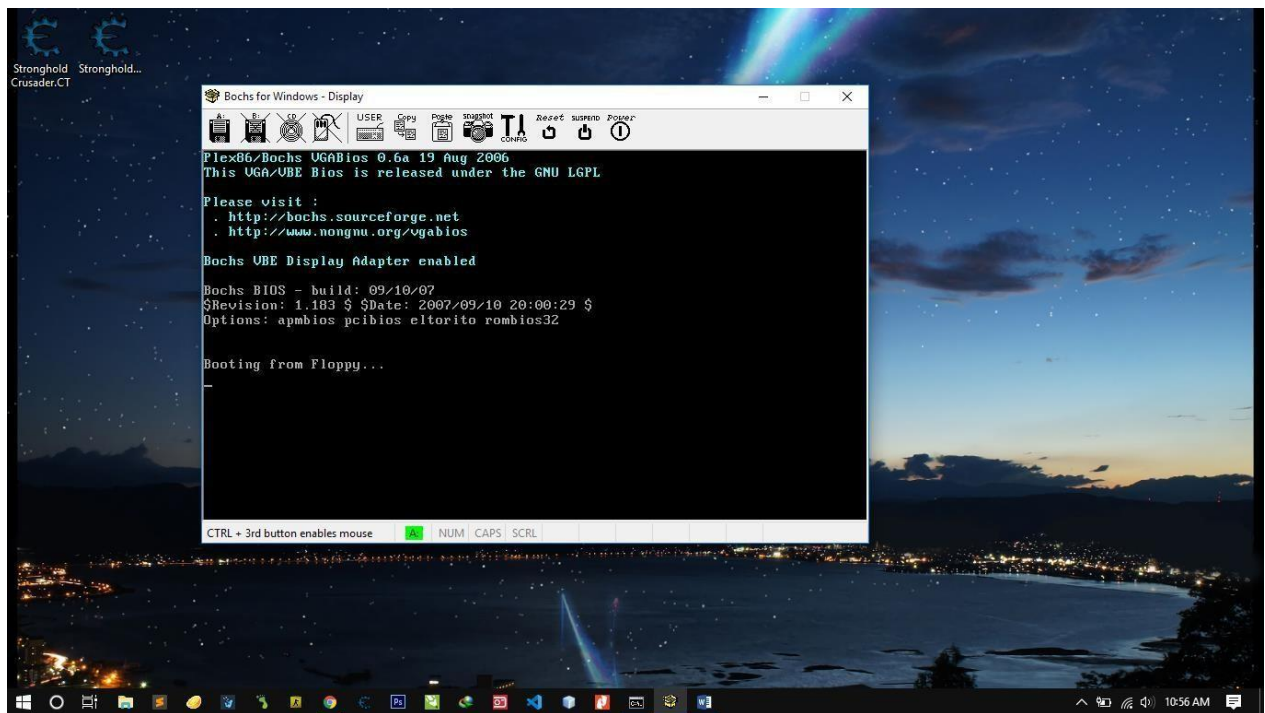 Stronghold Crusader.CT
Stronghold...
Bochs for Windows - Display
A:
B:
CD
USER
Copy
Paste
snapshot
CONFIG
Reset
SUSPEND
Power
Plex86/Bochs VGABios 0.6a 19 Aug 2006
This VGA/VBE Bios is released under the GNU LGPL
Please visit :
. http://bochs.sourceforge.net
. http://www.nongnu.org/vgabios
Bochs VBE Display Adapter enabled
Bochs BIOS - build: 09/10/07
$Revision: 1.183 $ $Date: 2007/09/10 20:00:29 $
Options: apmbios pcibios eltorito rombios32
Booting from Floppy...
CTRL + 3rd button enables mouse
A:
NUM
CAPS
SCRL
Ps
10:56 AM